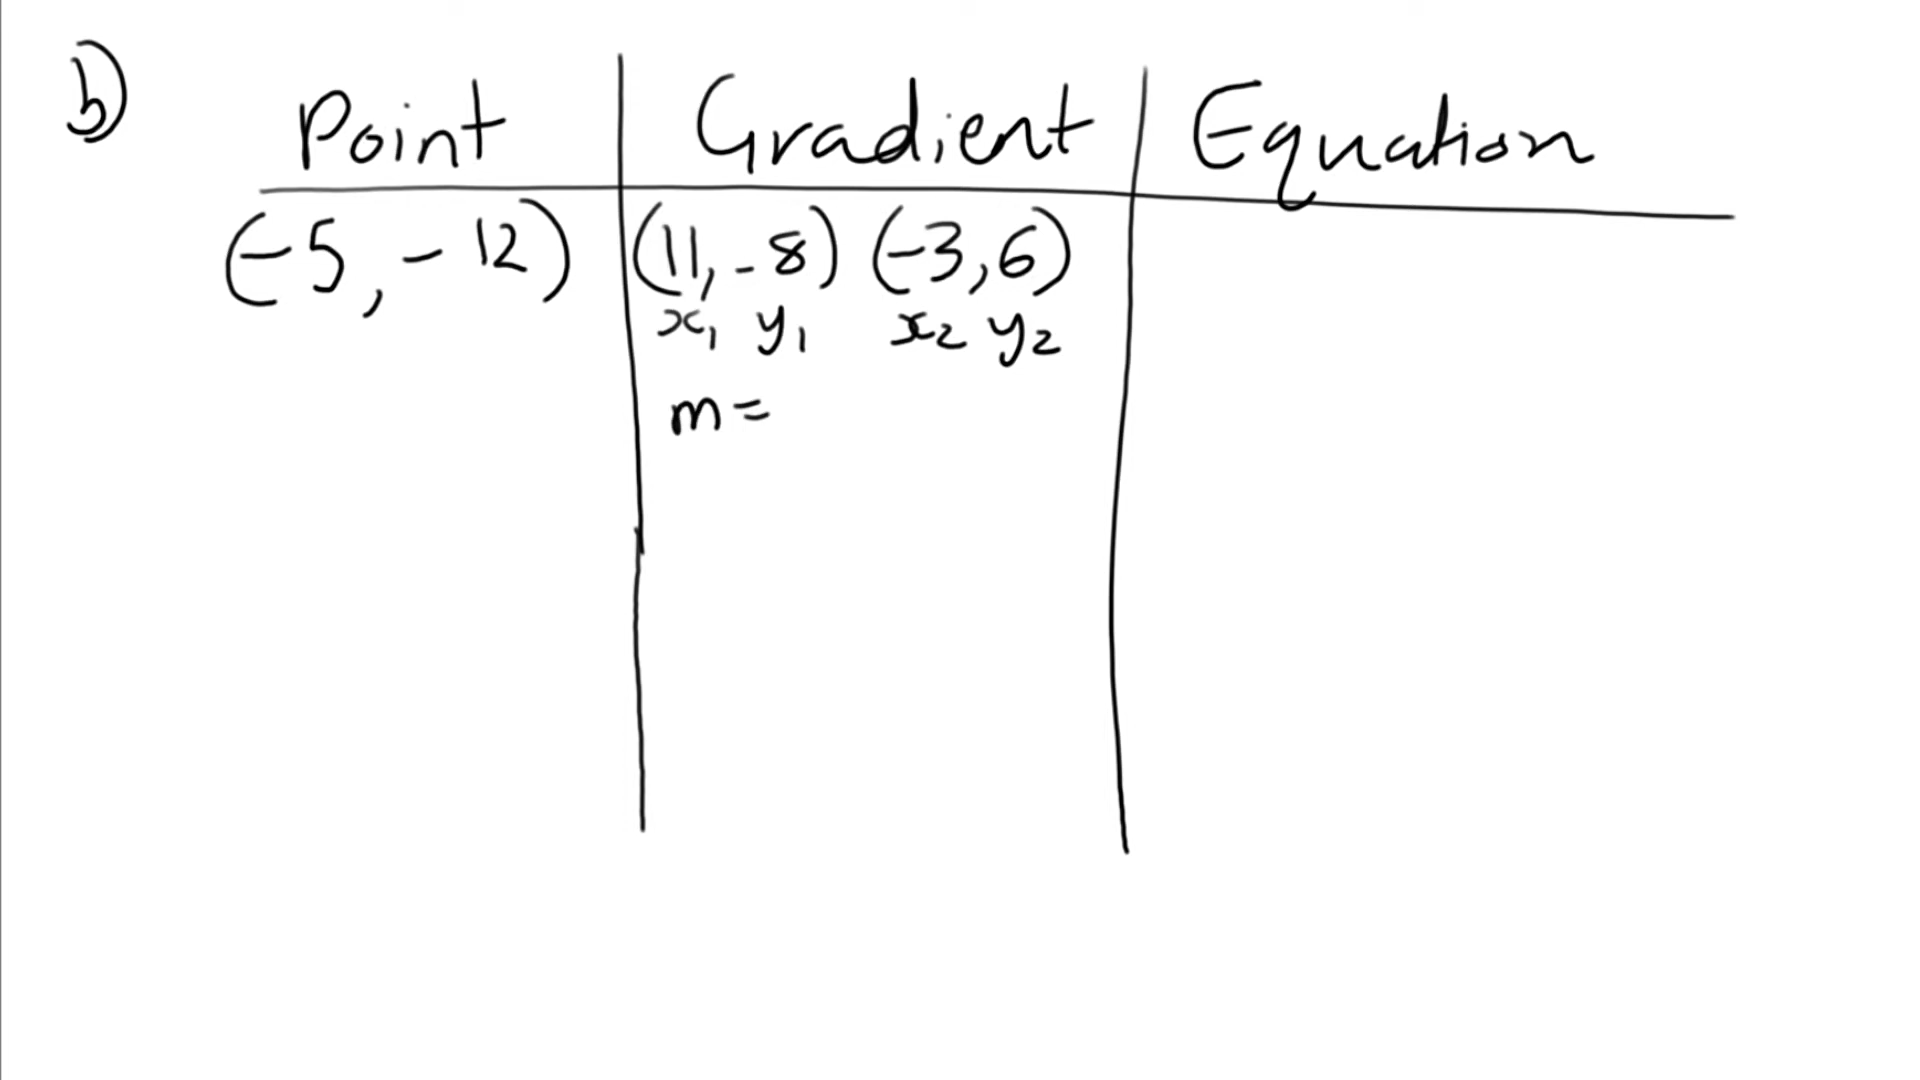 b)
Point Gradient Equation
(-5, -12) (11, -8) (-3, 6)
x₁ y₁ x₂ y₂
m =